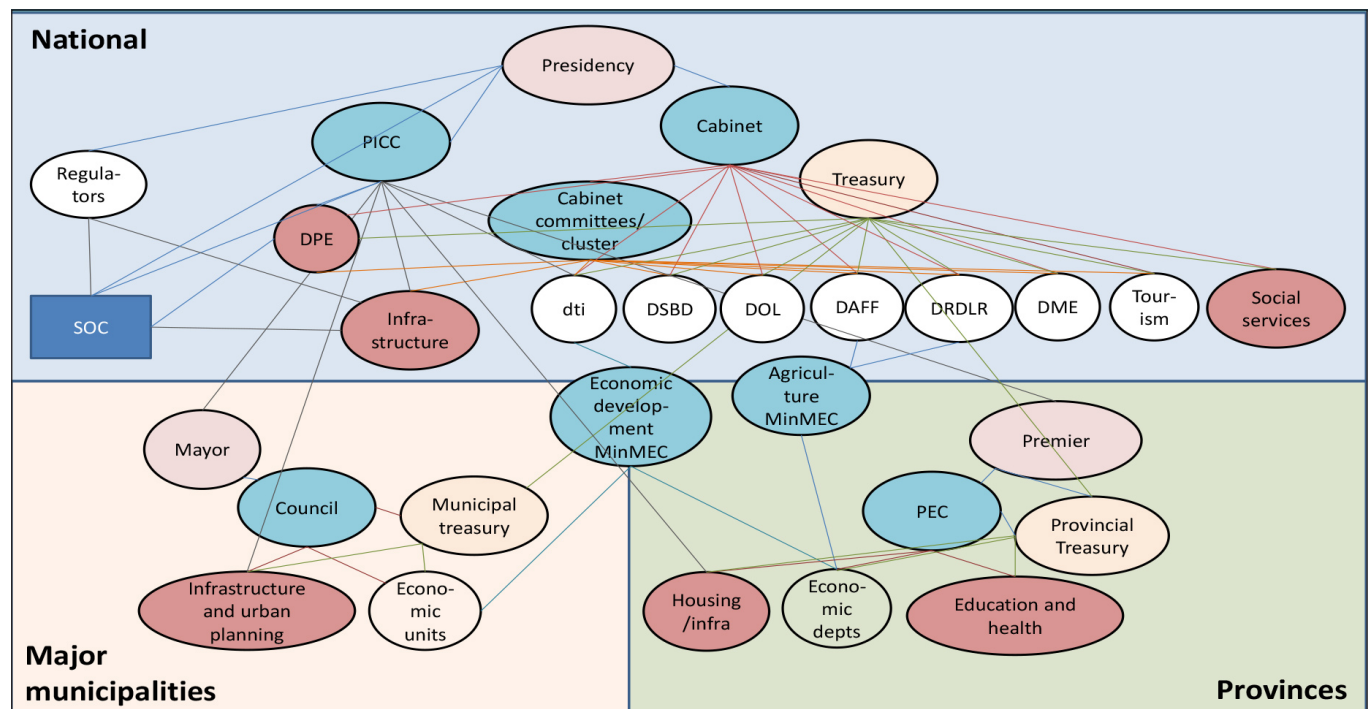 National
Presidency
Cabinet
PICC
Treasury
Regula-
tors
Cabinet
committees/
cluster
DPE
SOC
Infra-
structure
dti
DSBD
DOL
DAFF
DRDLR
DME
Tour-
ism
Social
services
Economic
develop-
ment
MinMEC
Agricul-
ture
MinMEC
Mayor
Council
Municipal
treasury
Infrastructure
and urban
planning
Econo-
mic
units
Major
municipalities
Premier
PEC
Provincial
Treasury
Housing
/infra
Econo-
mic
depts
Education and
health
Provinces